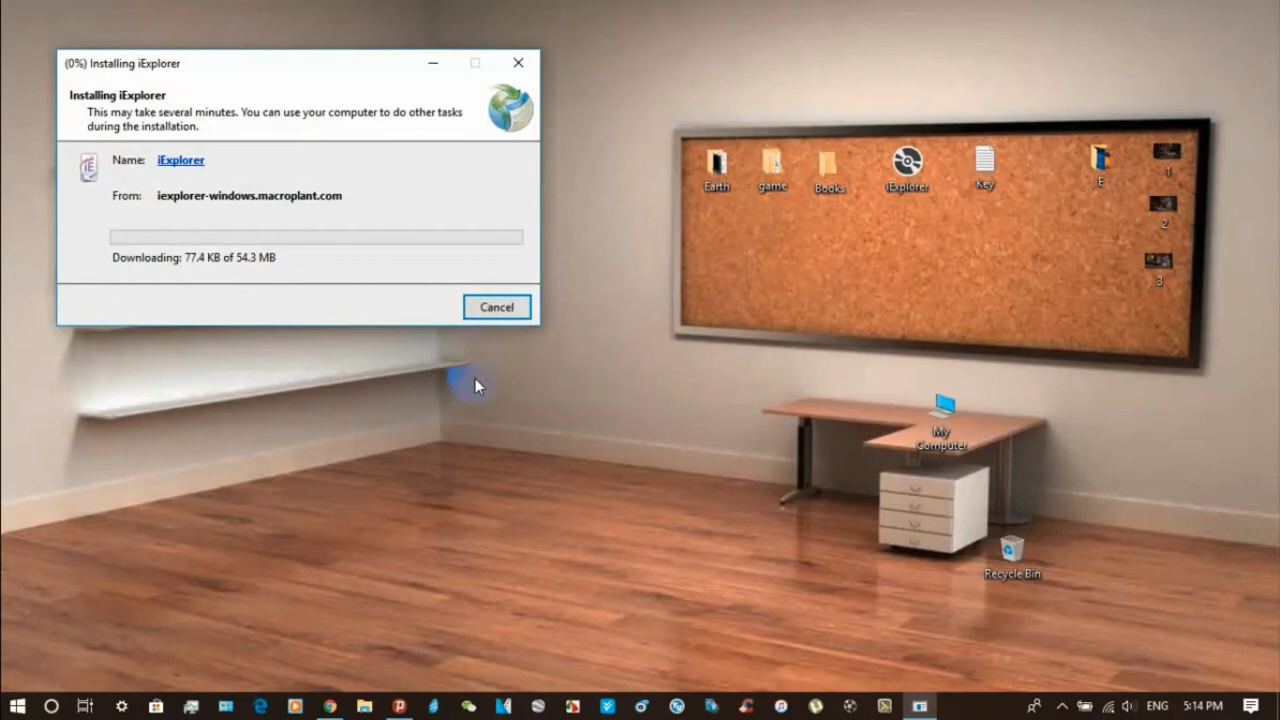 (0%) Installing iExplorer
Installing iExplorer
This may take several minutes. You can use your computer to do other tasks
during the installation.
Name: iExplorer
From: iexplorer-windows.macroplant.com
Downloading: 77.4 KB of 54.3 MB
Cancel
Earth
game
Books
iExplorer
Key
E
1
2
3
My
Computer
Recycle Bin
ENG
5:14 PM